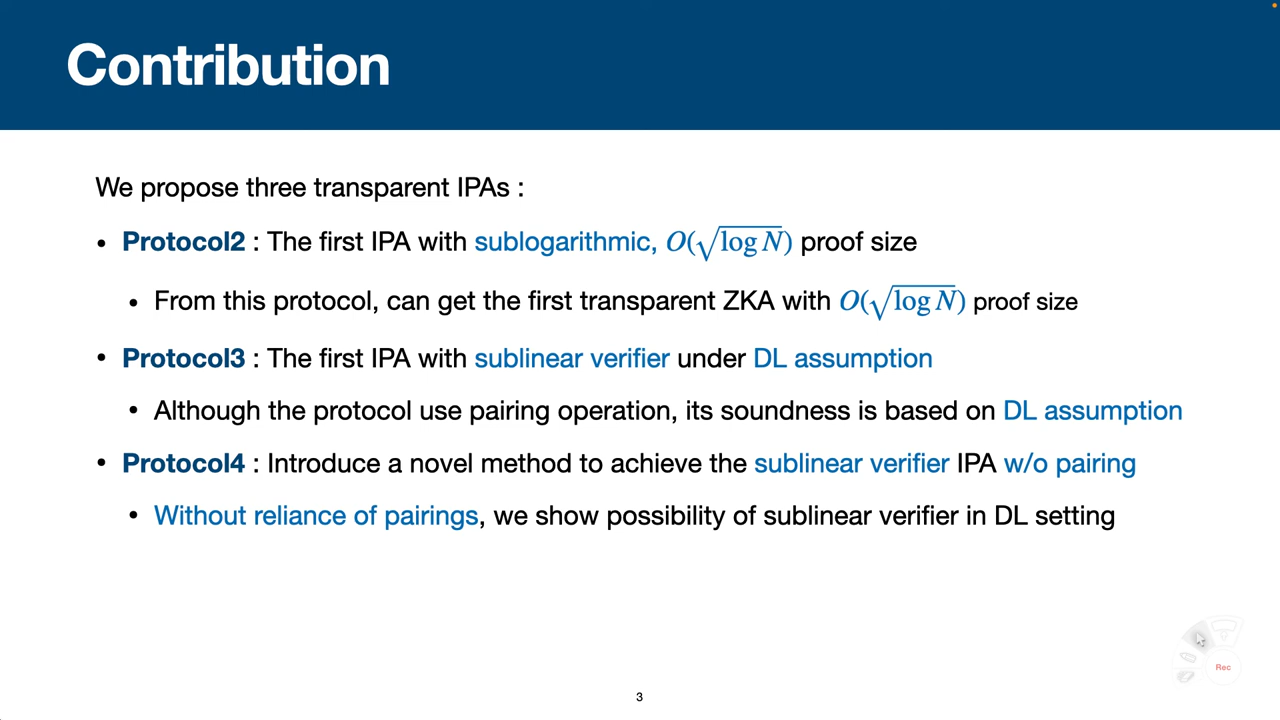 Contribution
We propose three transparent IPAs :
• Protocol2 : The first IPA with sublogarithmic, O(√log N) proof size
• From this protocol, can get the first transparent ZKA with O(√log N) proof size
• Protocol3 : The first IPA with sublinear verifier under DL assumption
• Although the protocol use pairing operation, its soundness is based on DL assumption
• Protocol4 : Introduce a novel method to achieve the sublinear verifier IPA w/o pairing
• Without reliance of pairings, we show possibility of sublinear verifier in DL setting
Rec
3